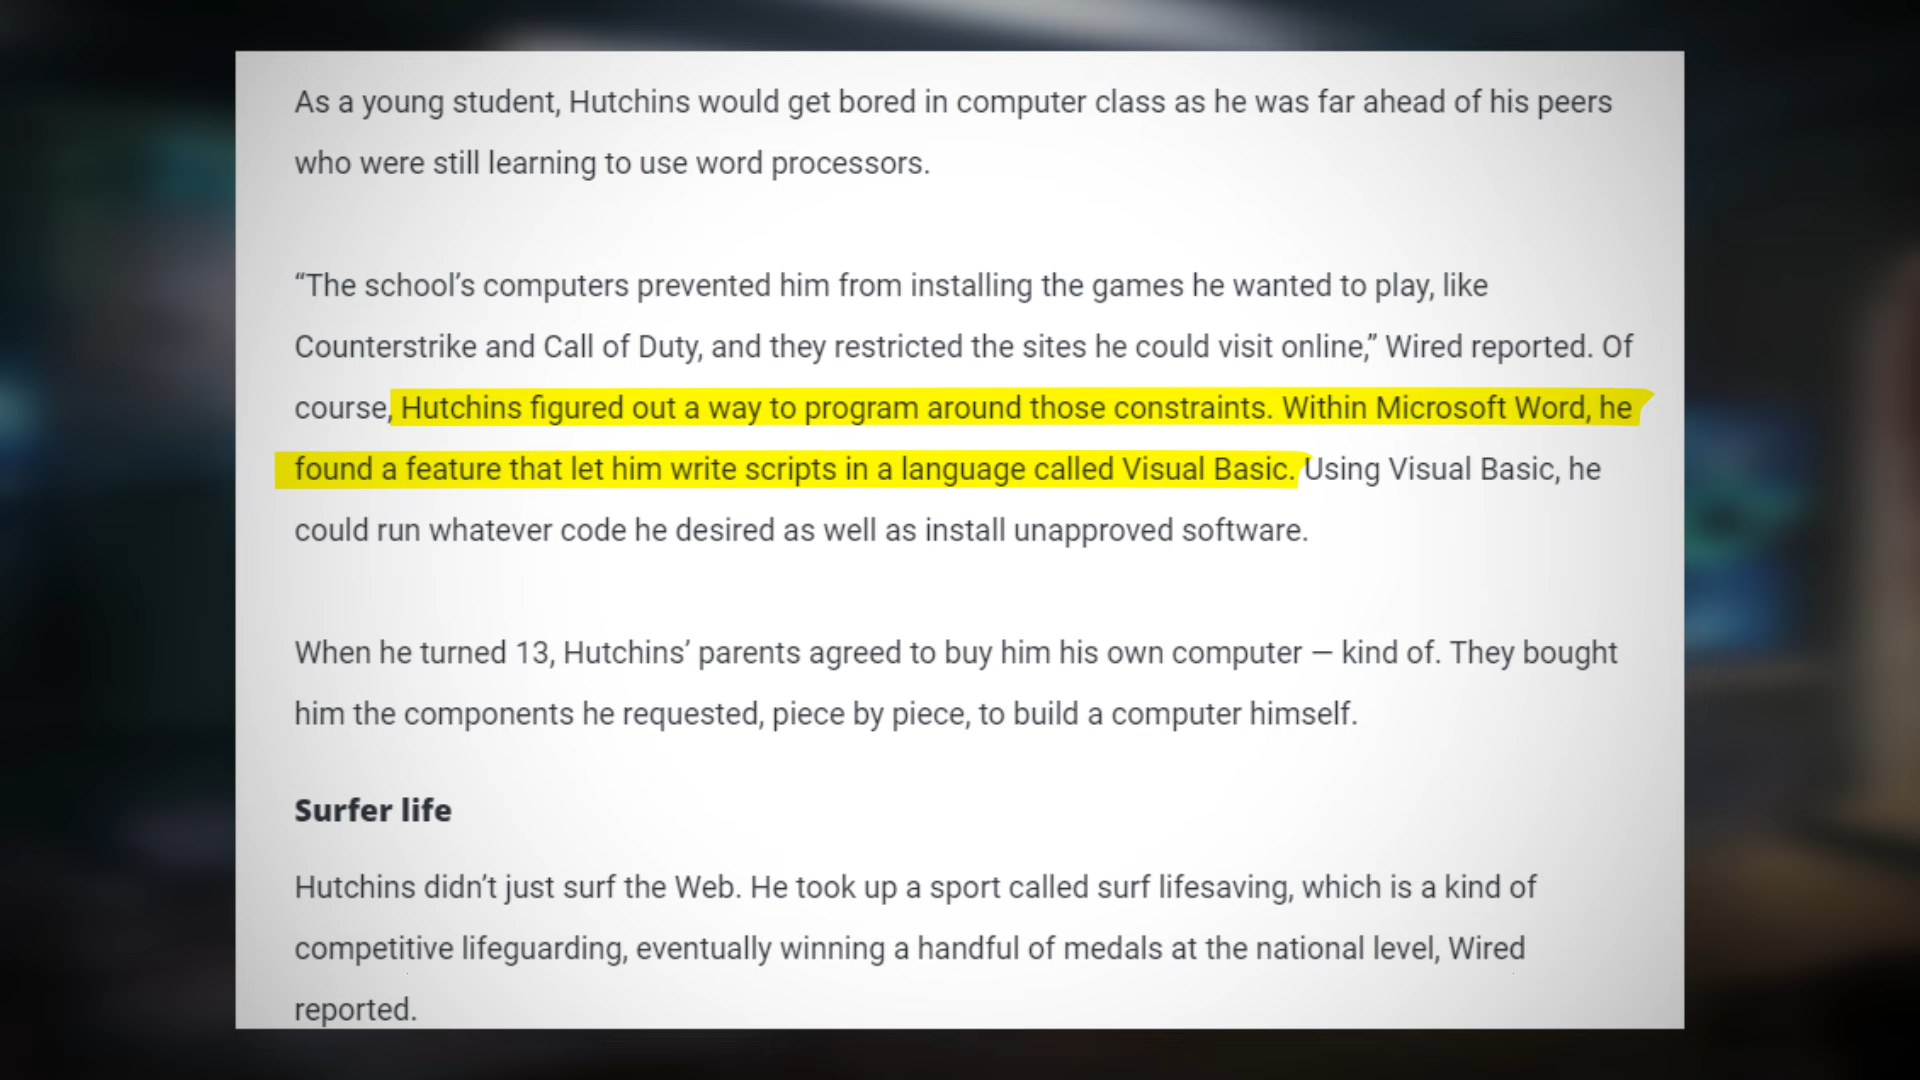 As a young student, Hutchins would get bored in computer class as he was far ahead of his peers
who were still learning to use word processors.
“The school’s computers prevented him from installing the games he wanted to play, like
Counterstrike and Call of Duty, and they restricted the sites he could visit online,” Wired reported. Of
course, Hutchins figured out a way to program around those constraints. Within Microsoft Word, he
found a feature that let him write scripts in a language called Visual Basic. Using Visual Basic, he
could run whatever code he desired as well as install unapproved software.
When he turned 13, Hutchins’ parents agreed to buy him his own computer — kind of. They bought
him the components he requested, piece by piece, to build a computer himself.
Surfer life
Hutchins didn’t just surf the Web. He took up a sport called surf lifesaving, which is a kind of
competitive lifeguarding, eventually winning a handful of medals at the national level, Wired
reported.